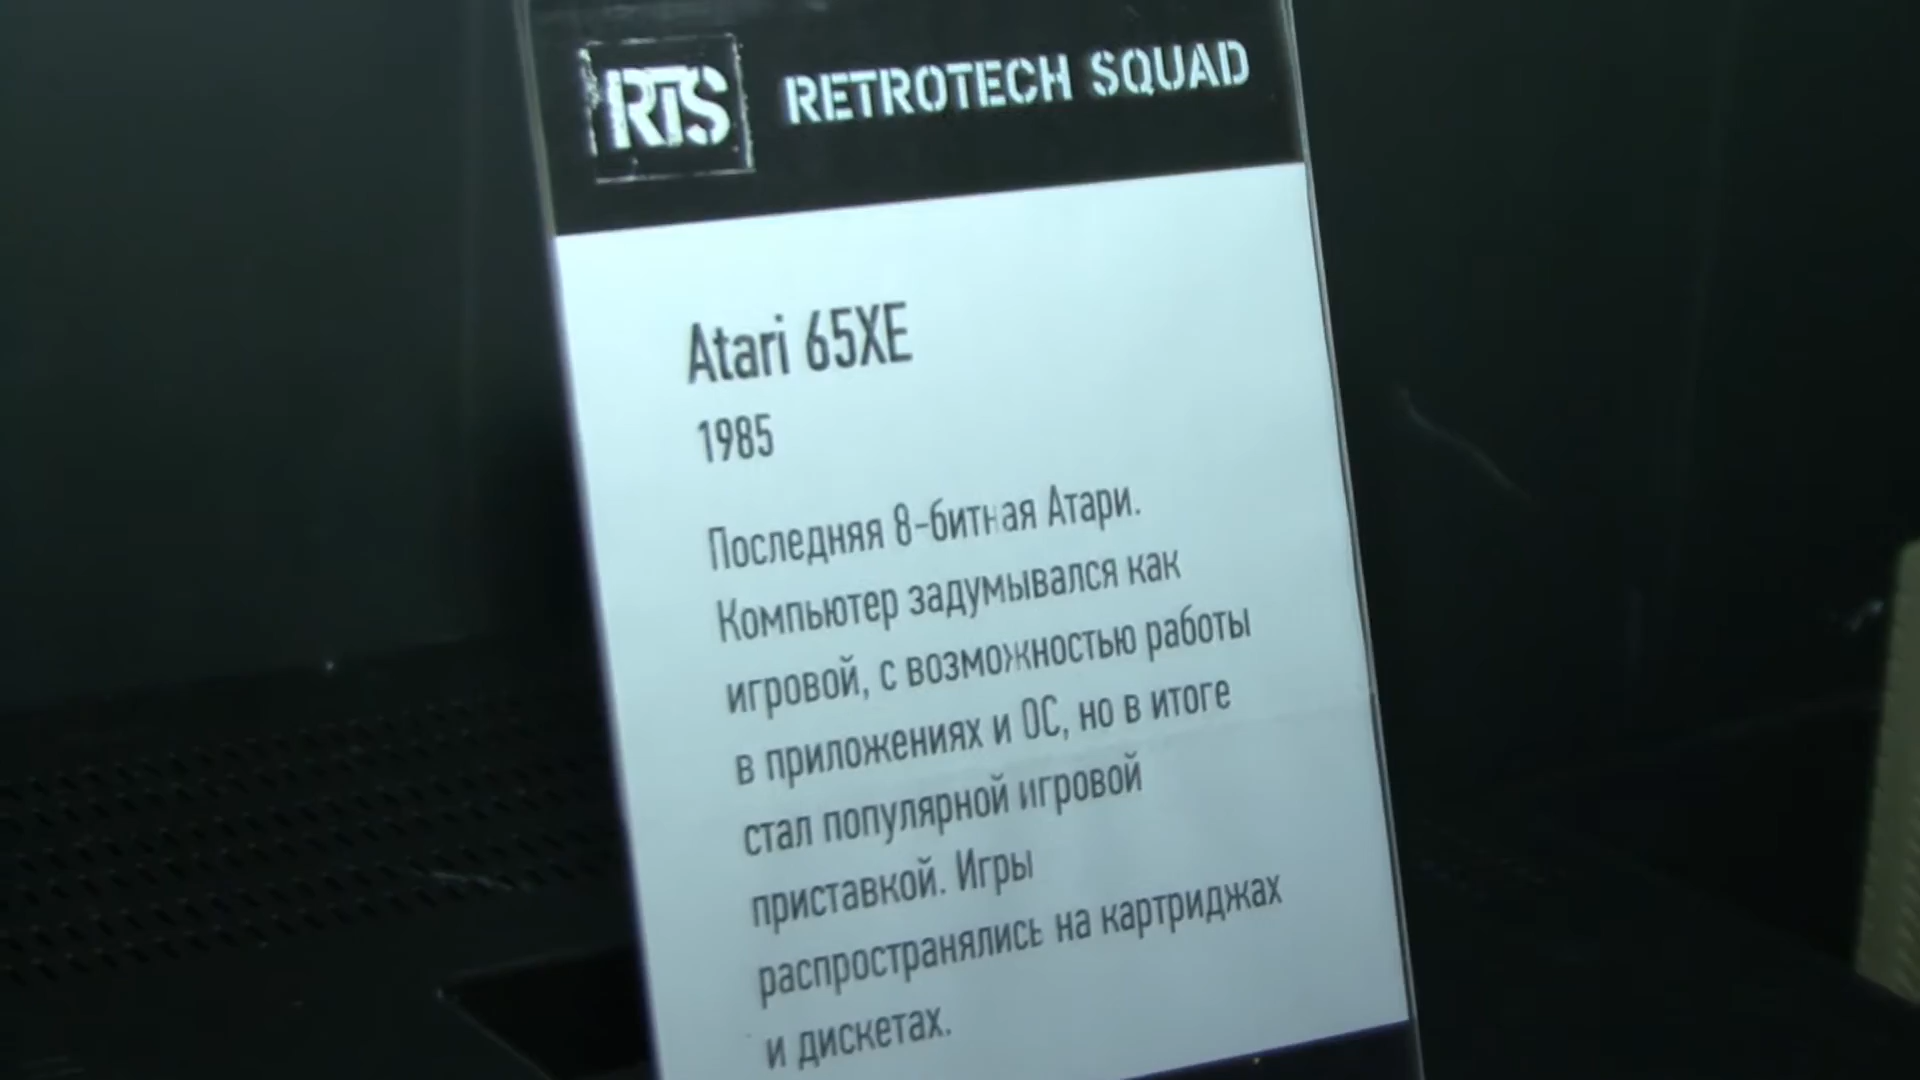 RTS RETROTECH SQUAD
Atari 65XE
1985
Последняя 8-битная Атари.
Компьютер задумывался как
игровой, с возможностью работы
в приложениях и ОС, но в итоге
стал популярной игровой
приставкой. Игры
распространялись на картриджах
и дискетах.